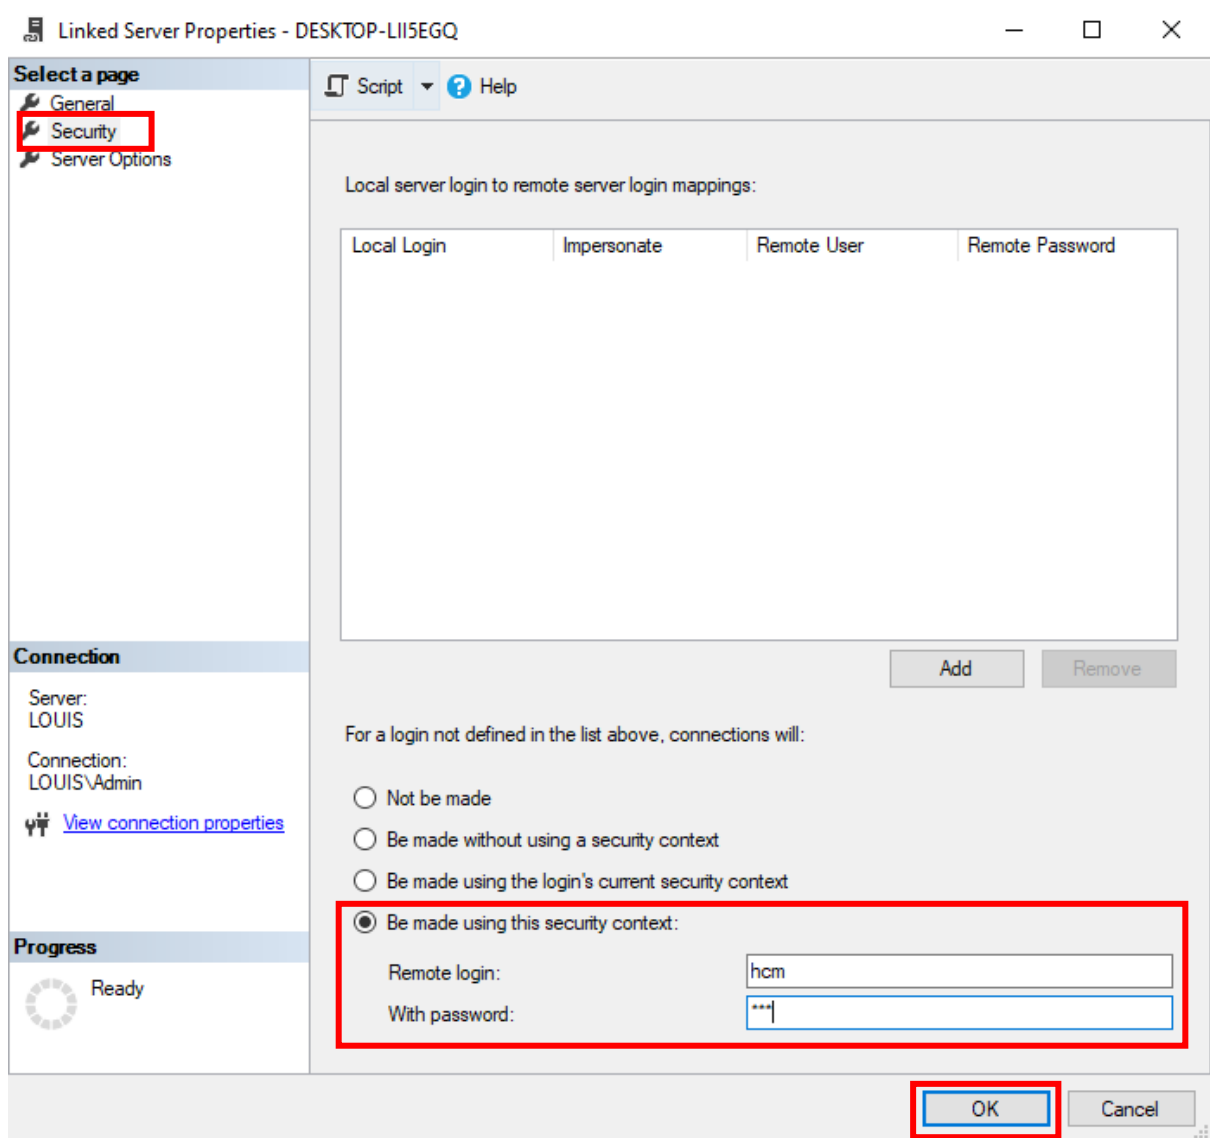 Linked Server Properties - DESKTOP-LII5EGQ
Select a page
General
Security
Server Options
Script
Help
Local server login to remote server login mappings:
Local Login Impersonate Remote User Remote Password
Add Remove
Connection
Server:
LOUIS
Connection:
LOUIS\Admin
View connection properties
For a login not defined in the list above, connections will:
Not be made
Be made without using a security context
Be made using the login's current security context
Be made using this security context:
Remote login: hcm
With password: ***
Progress
Ready
OK Cancel